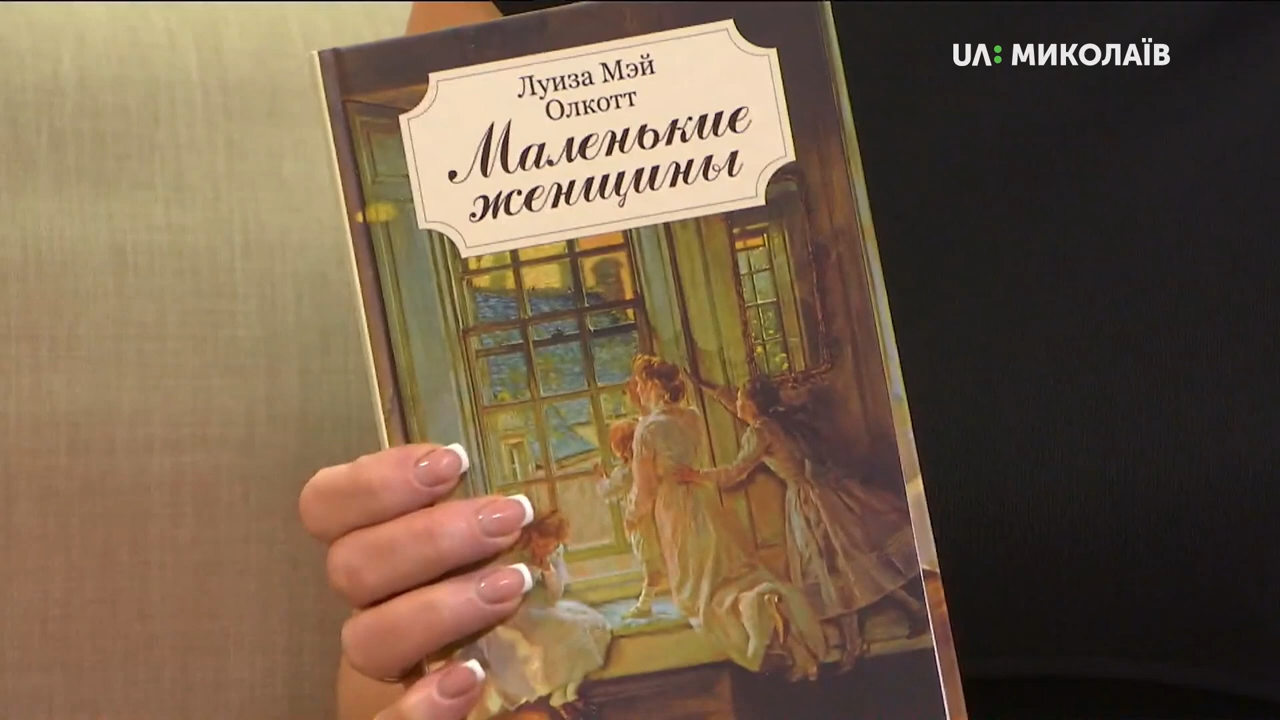 UA: МИКОЛАЇВ
Луиза Мэй
Олкотт
Маленькие
женщины